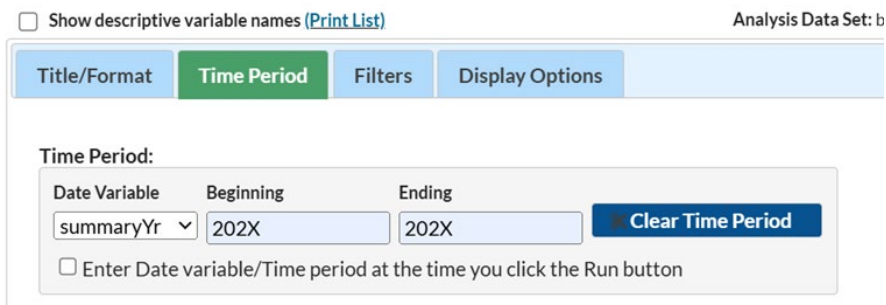 Show descriptive variable names (Print List) Analysis Data Set: b
Title/Format Time Period Filters Display Options
Time Period:
Date Variable Beginning Ending
summaryYr 202X 202X Clear Time Period
Enter Date variable/Time period at the time you click the Run button